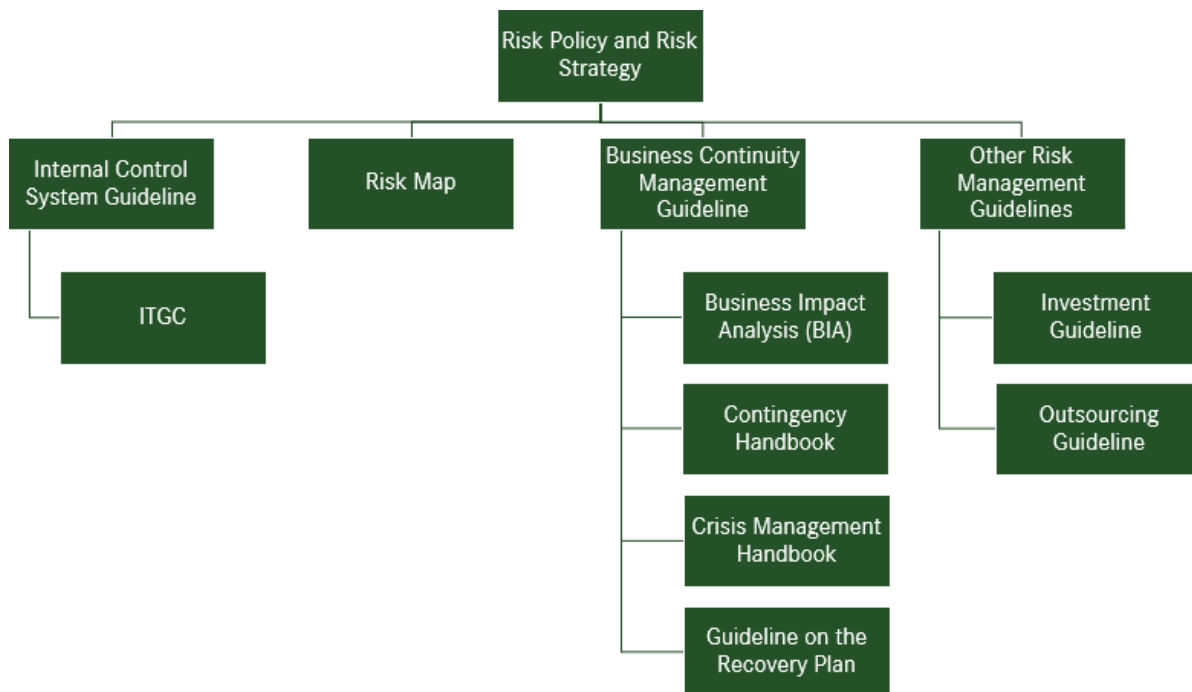 Risk Policy and Risk
Strategy
Internal Control
System Guideline
Risk Map
Business Continuity
Management
Guideline
Other Risk
Management
Guidelines
ITGC
Business Impact
Analysis (BIA)
Contingency
Handbook
Crisis Management
Handbook
Guideline on the
Recovery Plan
Investment
Guideline
Outsourcing
Guideline